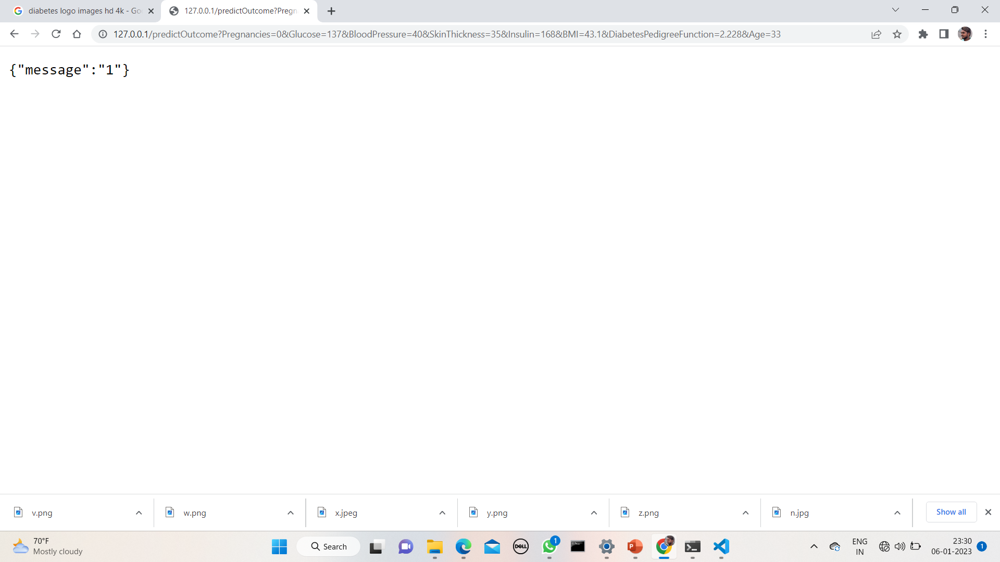 diabetes logo images hd 4k - Go
127.0.0.1/predictOutcome?Pregn
127.0.0.1/predictOutcome?Pregnancies=0&Glucose=137&BloodPressure=40&SkinThickness=35&Insulin=168&BMI=43.1&DiabetesPedigreeFunction=2.228&Age=33
{"message":"1"}
v.png
w.png
x.jpeg
y.png
z.png
n.jpg
Show all
70°F
Mostly cloudy
Search
DELL
1
P
ENG
IN
23:30
06-01-2023
1